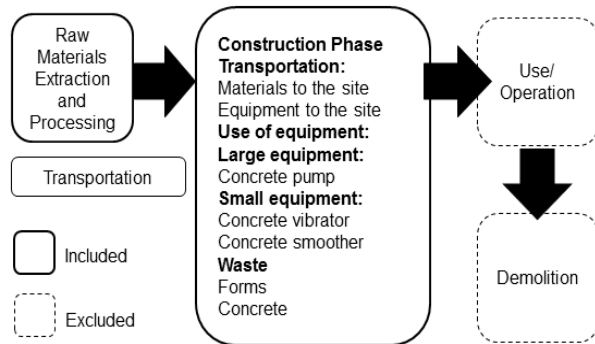 Raw
Materials
Extraction
and
Processing
Transportation
Included
Excluded
Construction Phase
Transportation:
Materials to the site
Equipment to the site
Use of equipment:
Large equipment:
Concrete pump
Small equipment:
Concrete vibrator
Concrete smoother
Waste
Forms
Concrete
Use/
Operation
Demolition